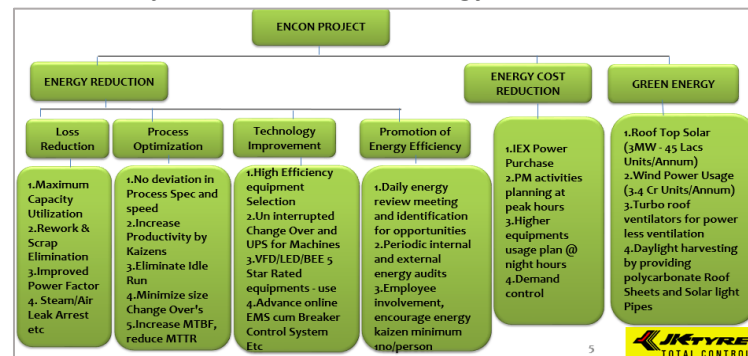 ENCON PROJECT
ENERGY REDUCTION
ENERGY COST
REDUCTION
GREEN ENERGY
Loss
Reduction
Process
Optimization
Technology
Improvement
Promotion of
Energy Efficiency
1.Maximum
Capacity
Utilization
2.Rework &
Scrap
Elimination
3.Improved
Power Factor
4. Steam/Air
Leak Arrest
etc
1.No deviation in
Process Spec and
speed
2.Increase
Productivity by
Kaizens
3.Eliminate Idle
Run
4.Minimize size
Change Over's
5.Increase MTBF,
reduce MTTR
1.High Efficiency
equipment
Selection
2.Un interrupted
Change Over and
UPS for Machines
3.VFD/LED/BEE 5
Star Rated
equipments - use
4.Advance online
EMS cum Breaker
Control System
Etc
1.Daily energy
review meeting
and identification
for opportunities
2.Periodic internal
and external
energy audits
3.Employee
involvement,
encourage energy
kaizen minimum
1no/person
1.IEX Power
Purchase
2.PM activities
planning at
peak hours
3.Higher
equipments
usage plan @
night hours
4.Demand
control
1.Roof Top Solar
(3MW - 45 Lacs
Units/Annum)
2.Wind Power Usage
(3.4 Cr Units/Annum)
3.Turbo roof
ventilators for power
less ventilation
4.Daylight harvesting
by providing
polycarbonate Roof
Sheets and Solar light
Pipes
5
JK TYRE
TOTAL CONTROL